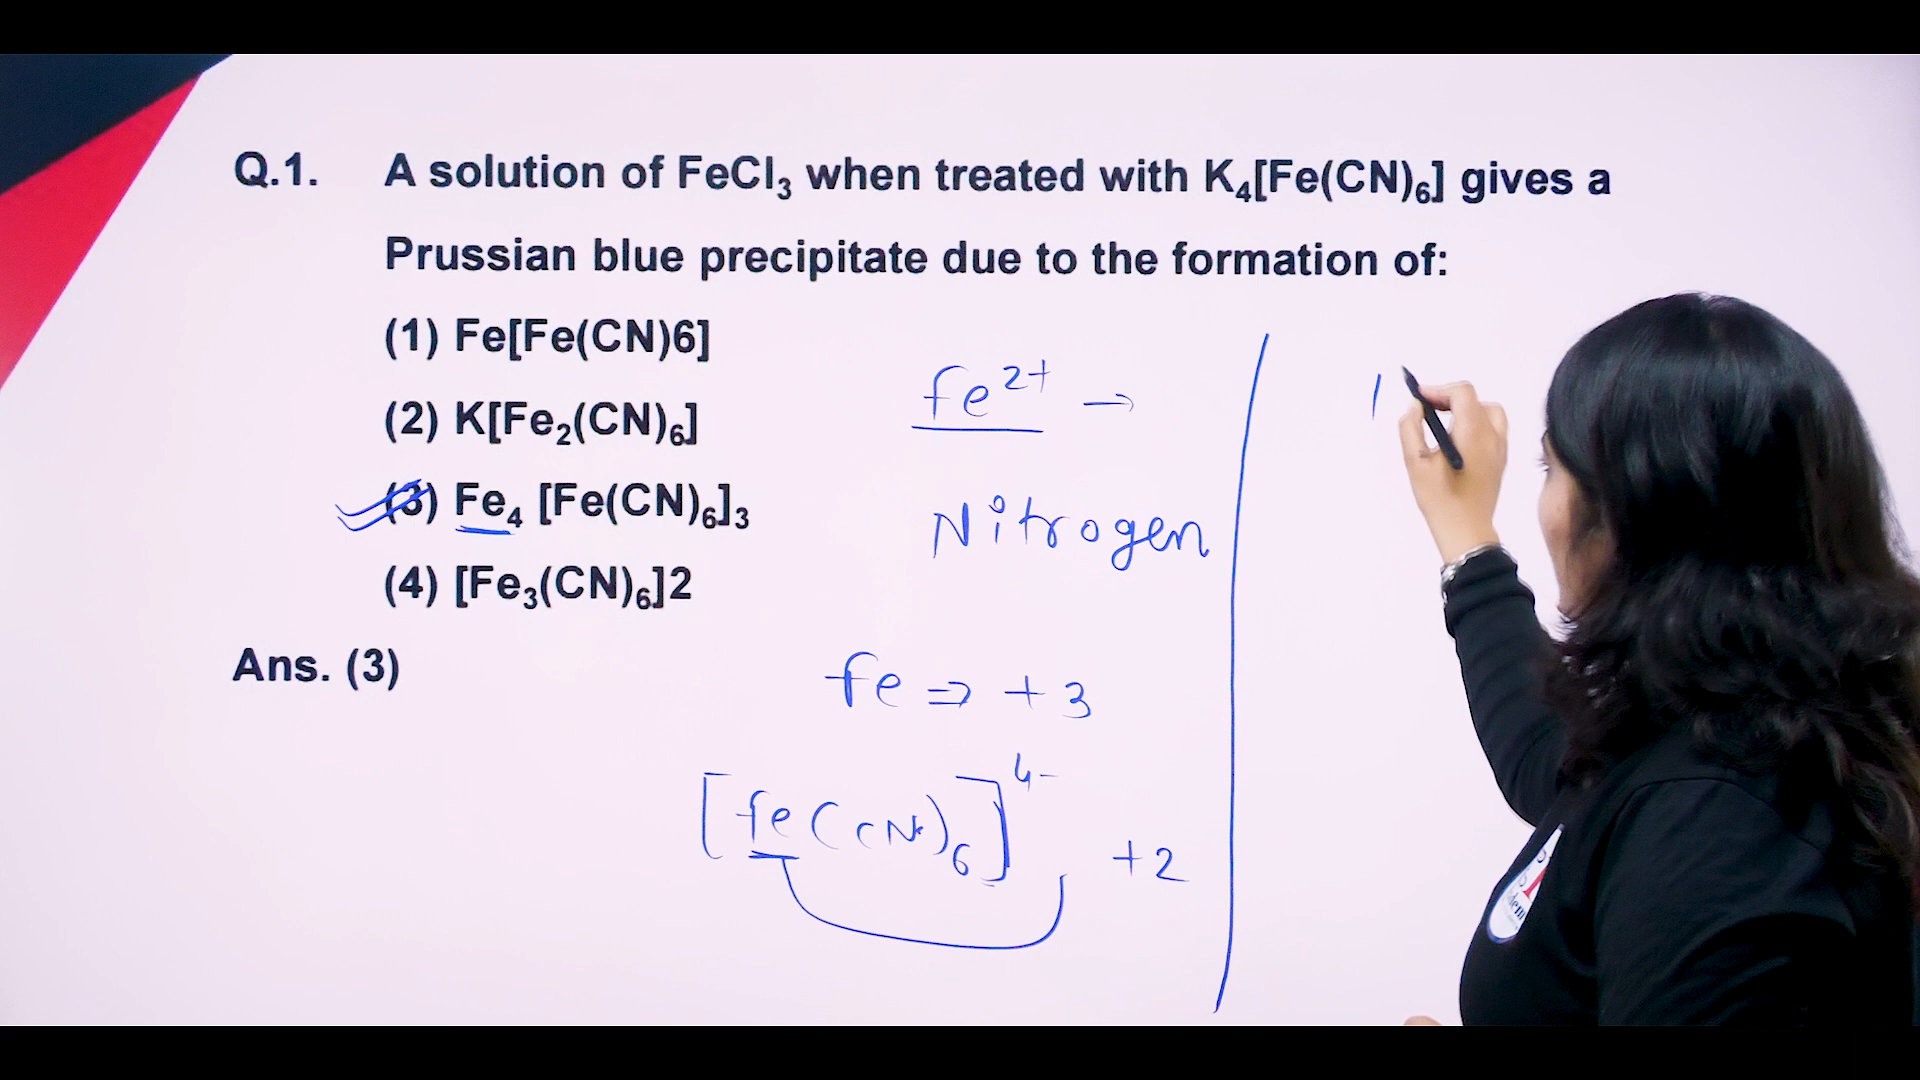 Q.1. A solution of FeCl₃ when treated with K₄[Fe(CN)₆] gives a
Prussian blue precipitate due to the formation of:
(1) Fe[Fe(CN)6]
(2) K[Fe₂(CN)₆]
(3) Fe₄ [Fe(CN)₆]₃
(4) [Fe₃(CN)₆]2
Ans. (3)
fe²⁺ →
Nitrogen
fe ⇒ +3
[fe(CN)₆]⁴⁻ +2